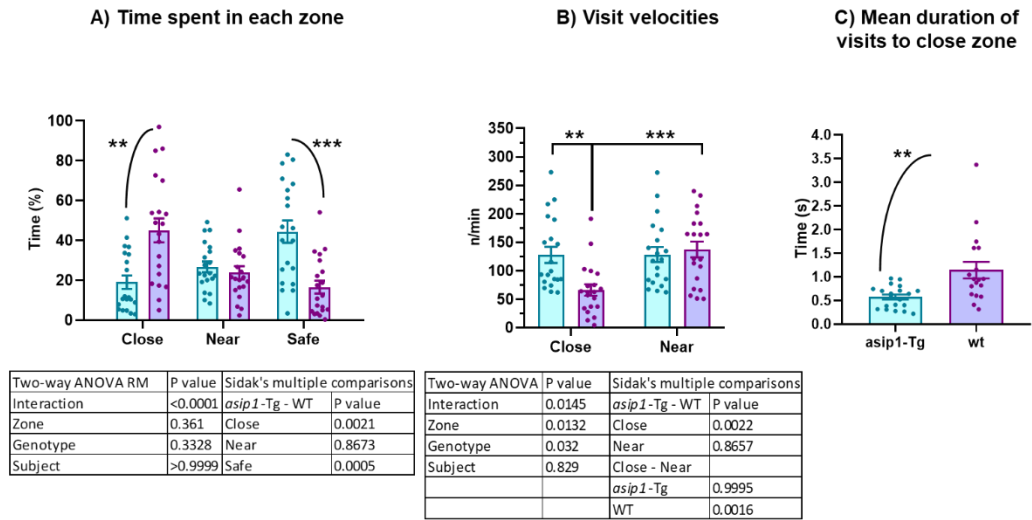 A) Time spent in each zone
B) Visit velocities
C) Mean duration of
visits to close zone
Time (%)
100
80
60
40
20
0
**
***
Close Near Safe
n/min
350
300
250
200
150
100
50
0
**
***
Close Near
Time (s)
4.0
3.5
3.0
2.5
2.0
1.5
1.0
0.5
0.0
**
asip1-Tg wt
Two-way ANOVA RM P value Sidak's multiple comparisons
Interaction <0.0001 asip1-Tg - WT P value
Zone 0.361 Close 0.0021
Genotype 0.3328 Near 0.8673
Subject >0.9999 Safe 0.0005
Two-way ANOVA P value Sidak's multiple comparisons
Interaction 0.0145 asip1-Tg - WT P value
Zone 0.0132 Close 0.0022
Genotype 0.032 Near 0.8657
Subject 0.829 Close - Near
asip1-Tg 0.9995
WT 0.0016